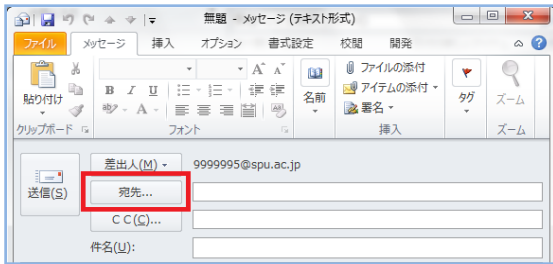 無題 - メッセージ (テキスト形式)
ファイル メッセージ 挿入 オプション 書式設定 校閲 開発
貼り付け B I U A A 名前 ファイルの添付 アイテムの添付 署名 タグ ズーム
クリップボード フォント 挿入 ズーム
差出人(M) 9999995@spu.ac.jp
送信(S) 宛先...
C C(C)...
件名(U):